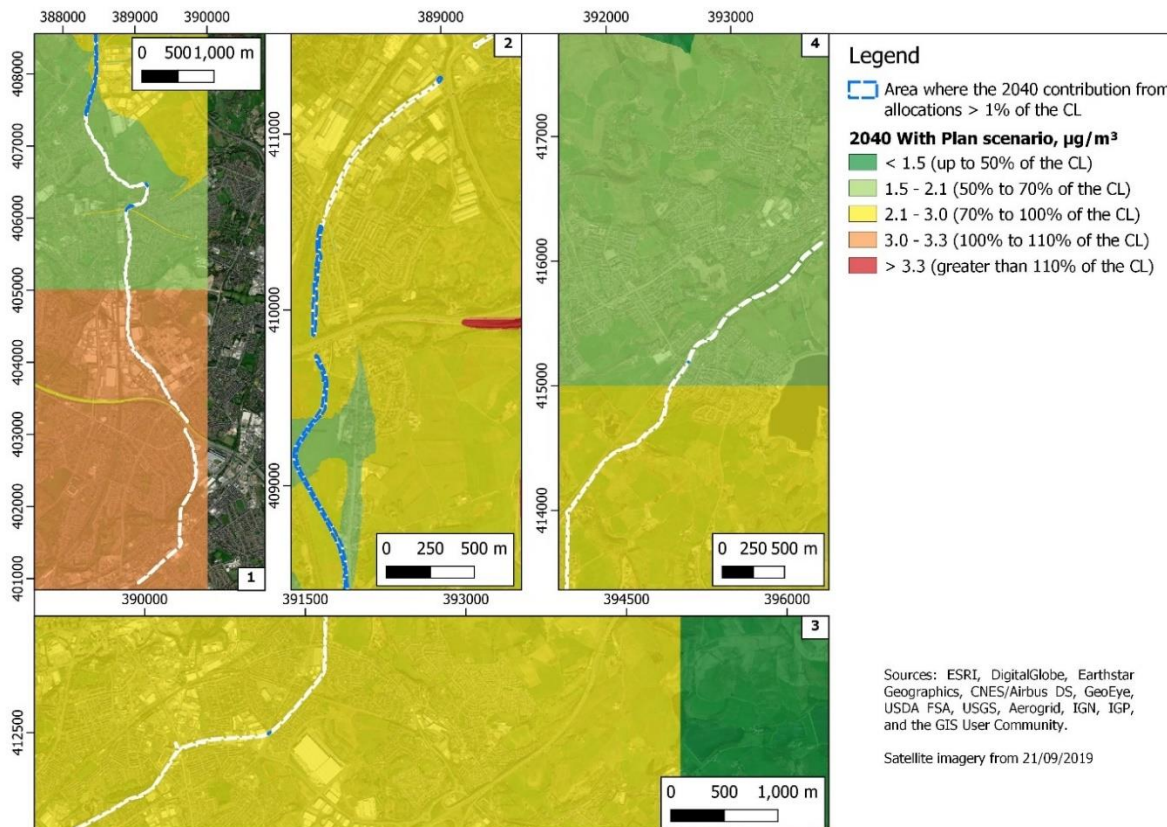 388000 389000 390000
389000
392000 393000
408000
407000
406000
405000
404000
403000
402000
401000
0 500 1,000 m
1
411000
410000
409000
2
0 250 500 m
417000
416000
415000
414000
4
0 250 500 m
390000
391500
393000
394500
396000
412500
3
0 500 1,000 m
Legend
Area where the 2040 contribution from
allocations > 1% of the CL
2040 With Plan scenario, µg/m³
< 1.5 (up to 50% of the CL)
1.5 - 2.1 (50% to 70% of the CL)
2.1 - 3.0 (70% to 100% of the CL)
3.0 - 3.3 (100% to 110% of the CL)
> 3.3 (greater than 110% of the CL)
Sources: ESRI, DigitalGlobe, Earthstar
Geographics, CNES/Airbus DS, GeoEye,
USDA FSA, USGS, Aerogrid, IGN, IGP,
and the GIS User Community.
Satellite imagery from 21/09/2019